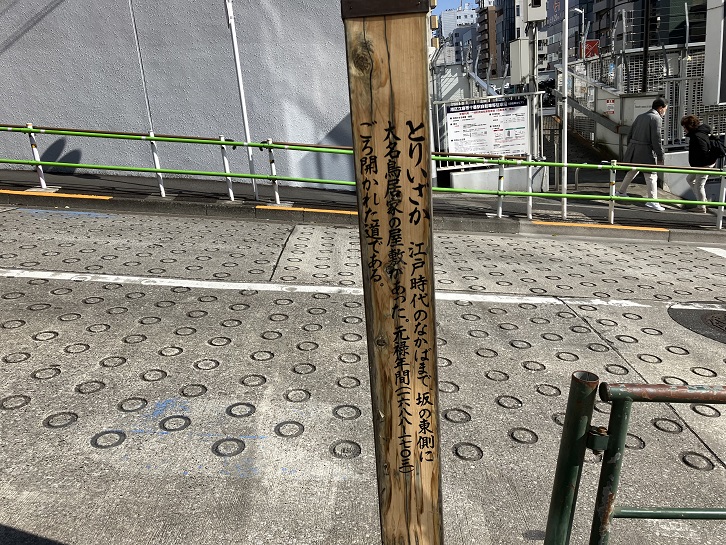 とりいざか 江戸時代のなかばまで、坂の東側に
大名鳥居家の屋敷があった。元禄年間(一六八八―一七〇三)
ごろ開かれた道である。